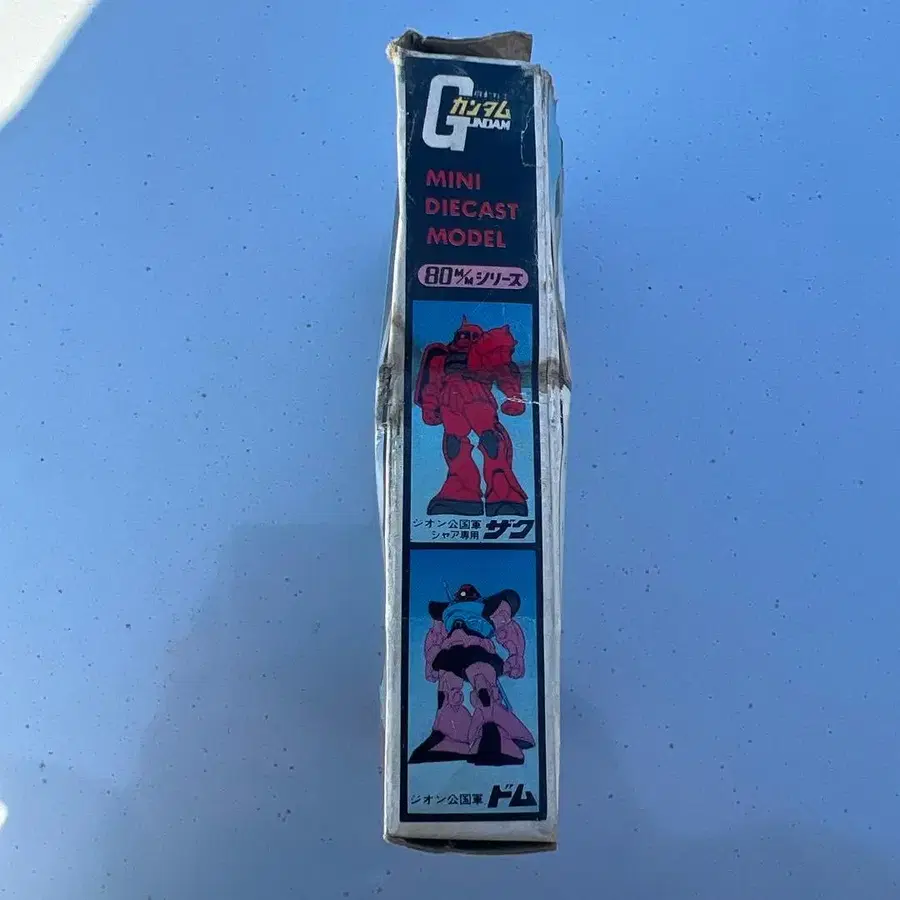 ガンダム
GUNDAM
MINI
DIECAST
MODEL
80M/Mシリーズ
ジオン公国軍 ザク
シャア専用
ジオン公国軍 ドム